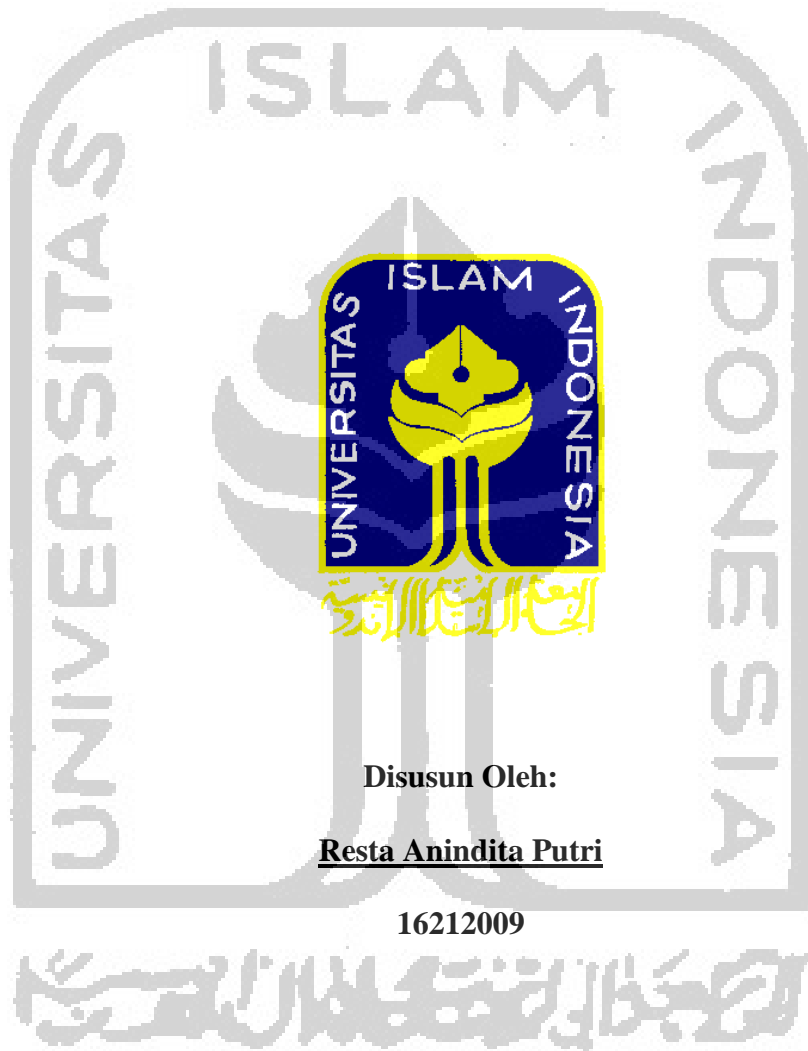 UNIVERSITAS ISLAM INDONESIA
UNIVERSITAS ISLAM INDONESIA
Disusun Oleh:
Resta Anindita Putri
16212009